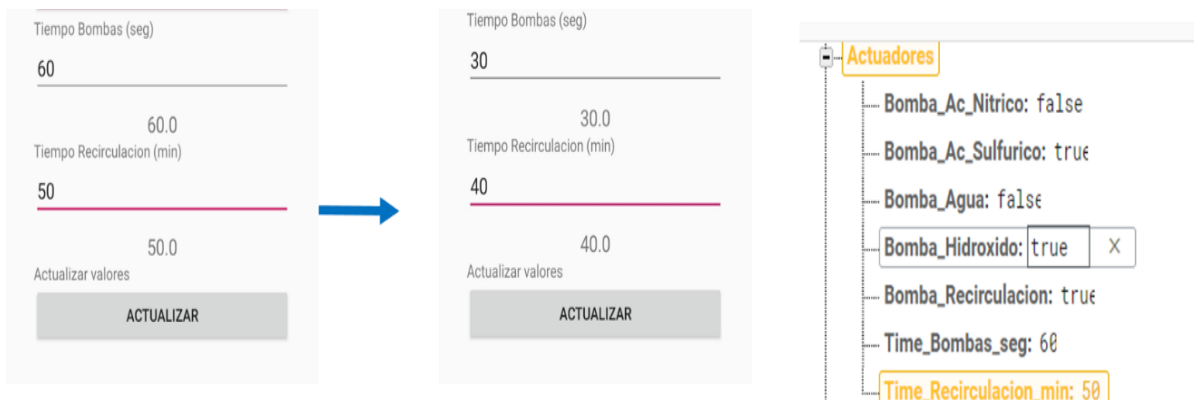 Tiempo Bombas (seg)
60
60.0
Tiempo Recirculacion (min)
50
50.0
Actualizar valores
ACTUALIZAR
Tiempo Bombas (seg)
30
30.0
Tiempo Recirculacion (min)
40
40.0
Actualizar valores
ACTUALIZAR
Actuadores
Bomba_Ac_Nitrico: false
Bomba_Ac_Sulfurico: true
Bomba_Agua: false
Bomba_Hidroxido: true X
Bomba_Recirculacion: true
Time_Bombas_seg: 60
Time_Recirculacion_min: 50